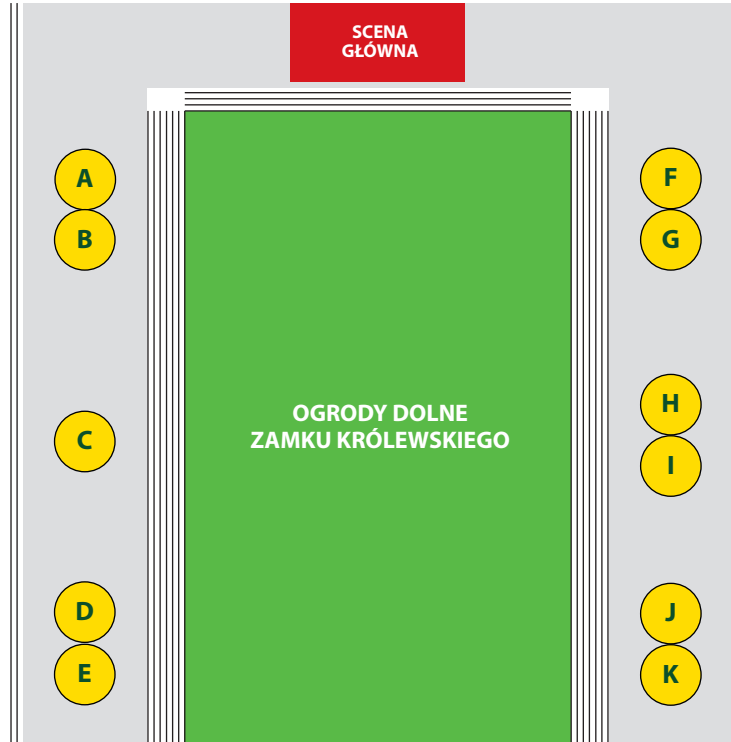 SCENA
GŁÓWNA
A
B
C
D
E
OGRODY DOLNE
ZAMKU KRÓLEWSKIEGO
F
G
H
I
J
K